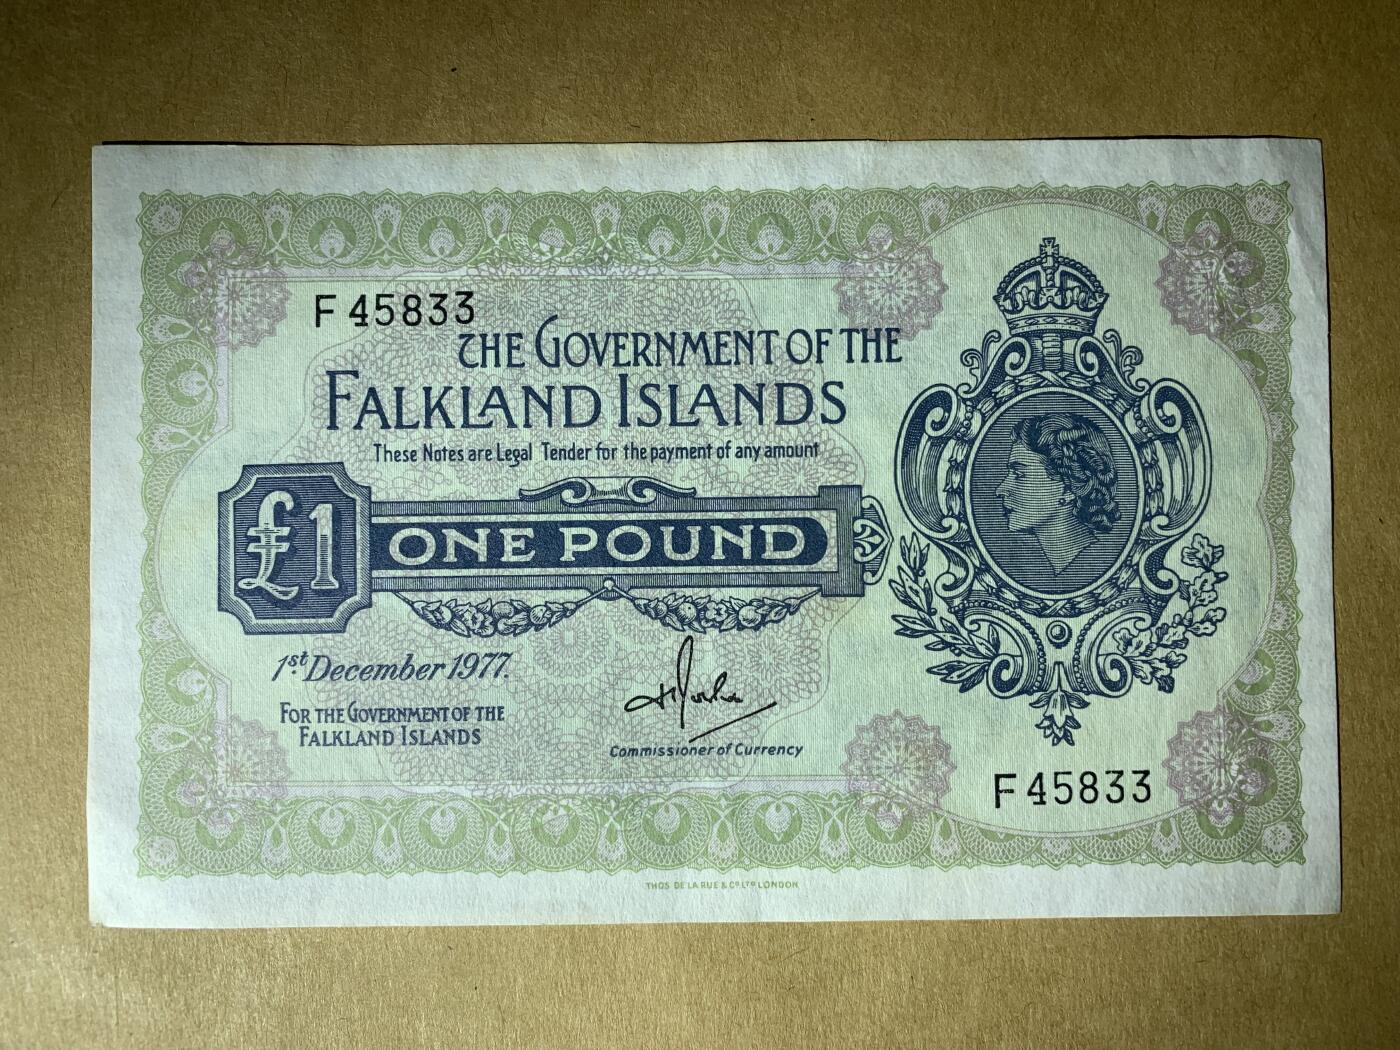 F 45833
THE GOVERNMENT OF THE
FALKLAND ISLANDS
These Notes are Legal Tender for the payment of any amount
£1
ONE POUND
1st December 1977.
FOR THE GOVERNMENT OF THE
FALKLAND ISLANDS
Commissioner of Currency
F 45833
THOS DE LA RUE & CO. LTD LONDON